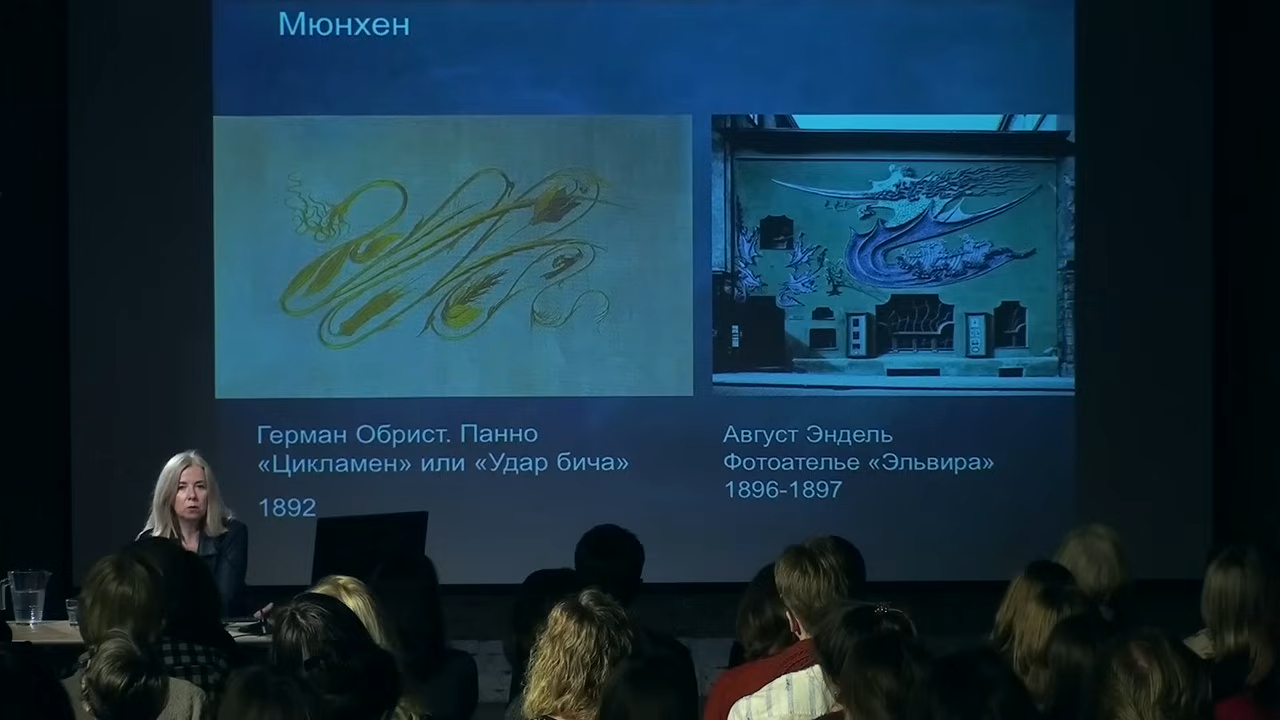 Мюнхен
Герман Обрист. Панно
«Цикламен» или «Удар бича»
1892
Август Эндель
Фотоателье «Эльвира»
1896-1897